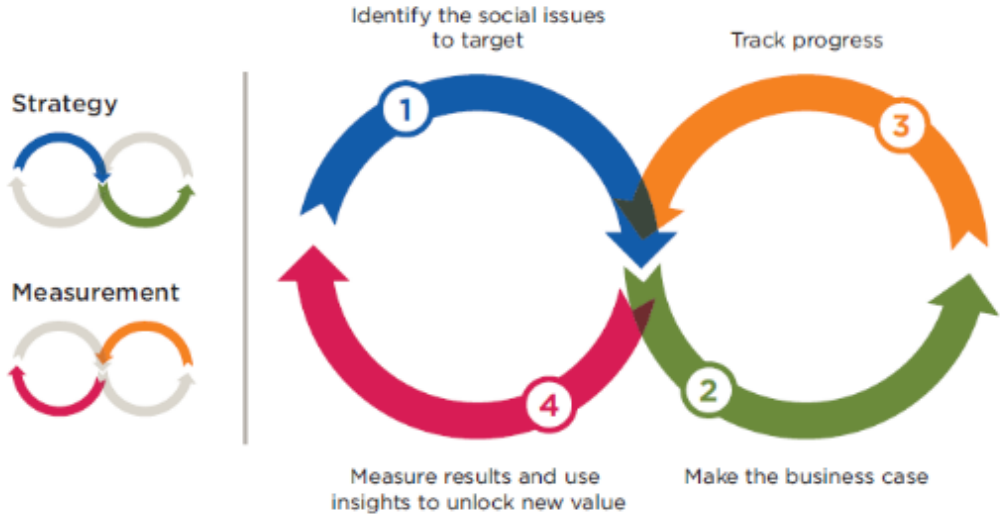 Strategy
Measurement
Identify the social issues
to target
1
Track progress
3
2
Make the business case
4
Measure results and use
insights to unlock new value